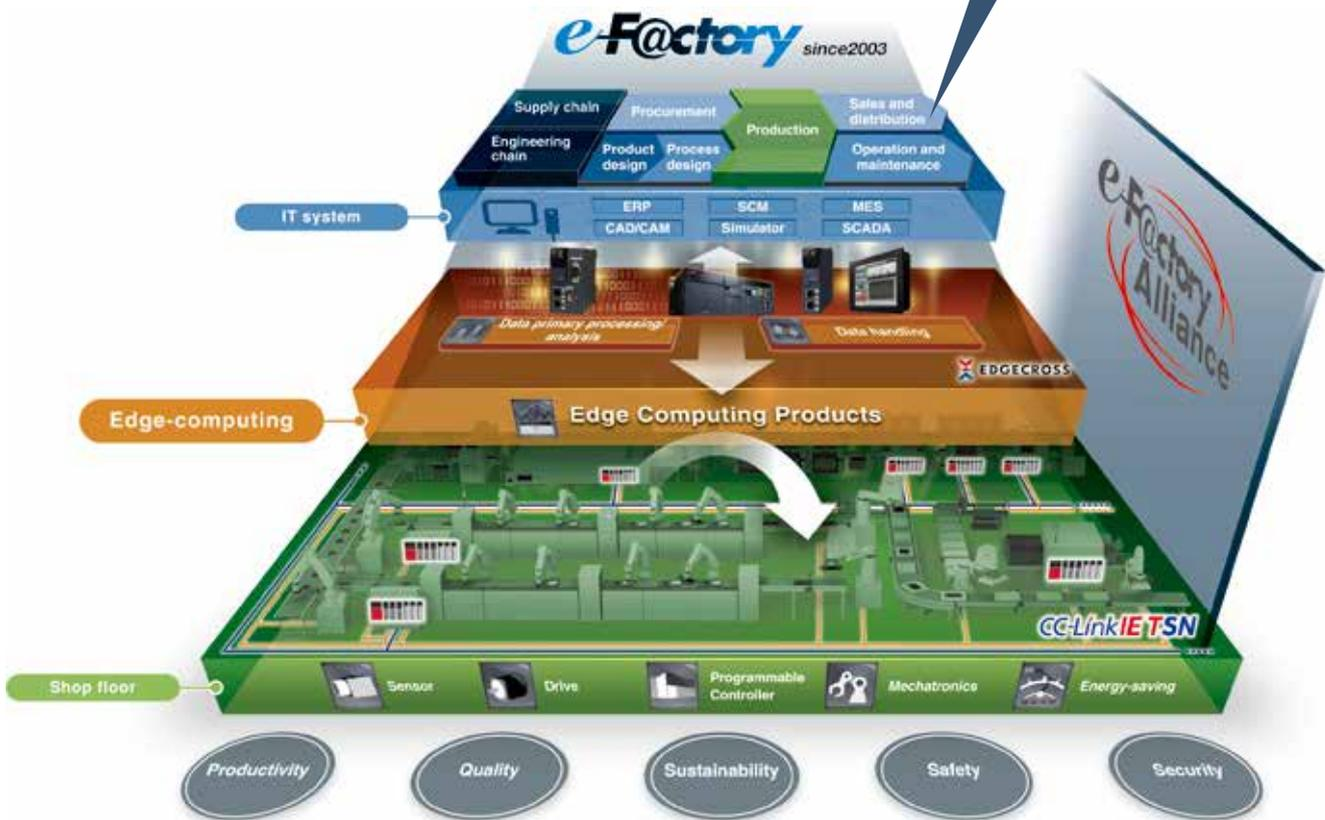 e-F@ctory since2003
Supply chain
Procurement
Production
Sales and
distribution
Engineering
chain
Product
design
Process
design
Operation and
maintenance
IT system
ERP
SCM
MES
CAD/CAM
Simulator
SCADA
Data primary processing/
analysis
Data handling
EDGECROSS
Edge-computing
Edge Computing Products
e-F@ctory
Alliance
CC-Link IE TSN
Shop floor
Sensor
Drive
Programmable
Controller
Mechatronics
Energy-saving
Productivity
Quality
Sustainability
Safety
Security